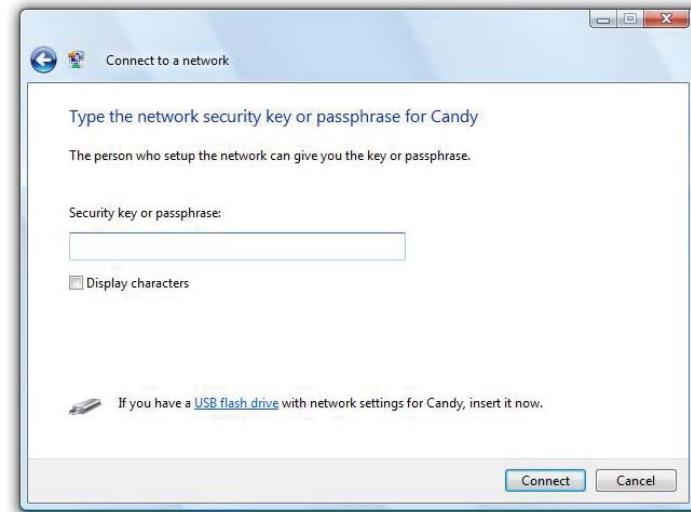 Connect to a network
Type the network security key or passphrase for Candy
The person who setup the network can give you the key or passphrase.
Security key or passphrase:
Display characters
If you have a USB flash drive with network settings for Candy, insert it now.
Connect Cancel